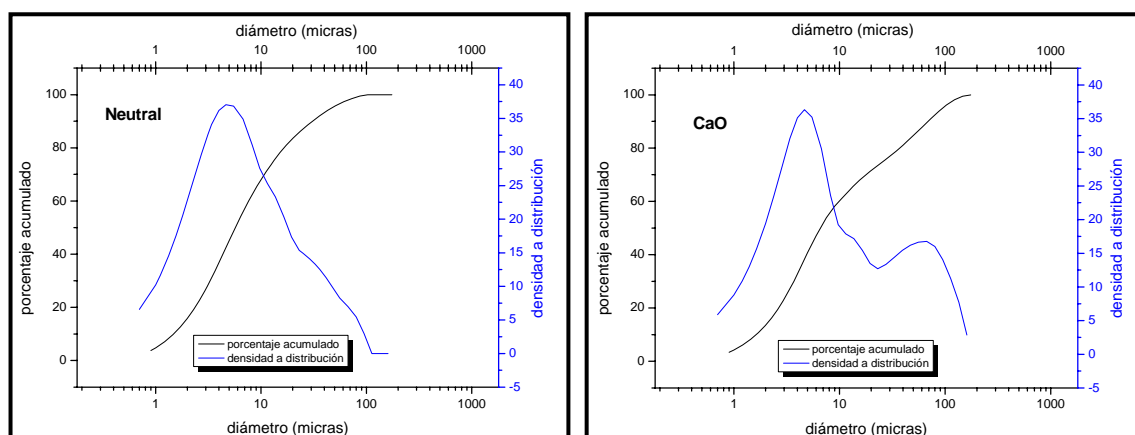 diámetro (micras)
1 10 100 1000
Neutral
porcentaje acumulado
100
80
60
40
20
0
densidad a distribución
40
35
30
25
20
15
10
5
0
-5
porcentaje acumulado
densidad a distribución
1 10 100 1000
diámetro (micras)
diámetro (micras)
1 10 100 1000
CaO
porcentaje acumulado
100
80
60
40
20
0
densidad a distribución
40
35
30
25
20
15
10
5
0
-5
porcentaje acumulado
densidad a distribución
1 10 100 1000
diámetro (micras)